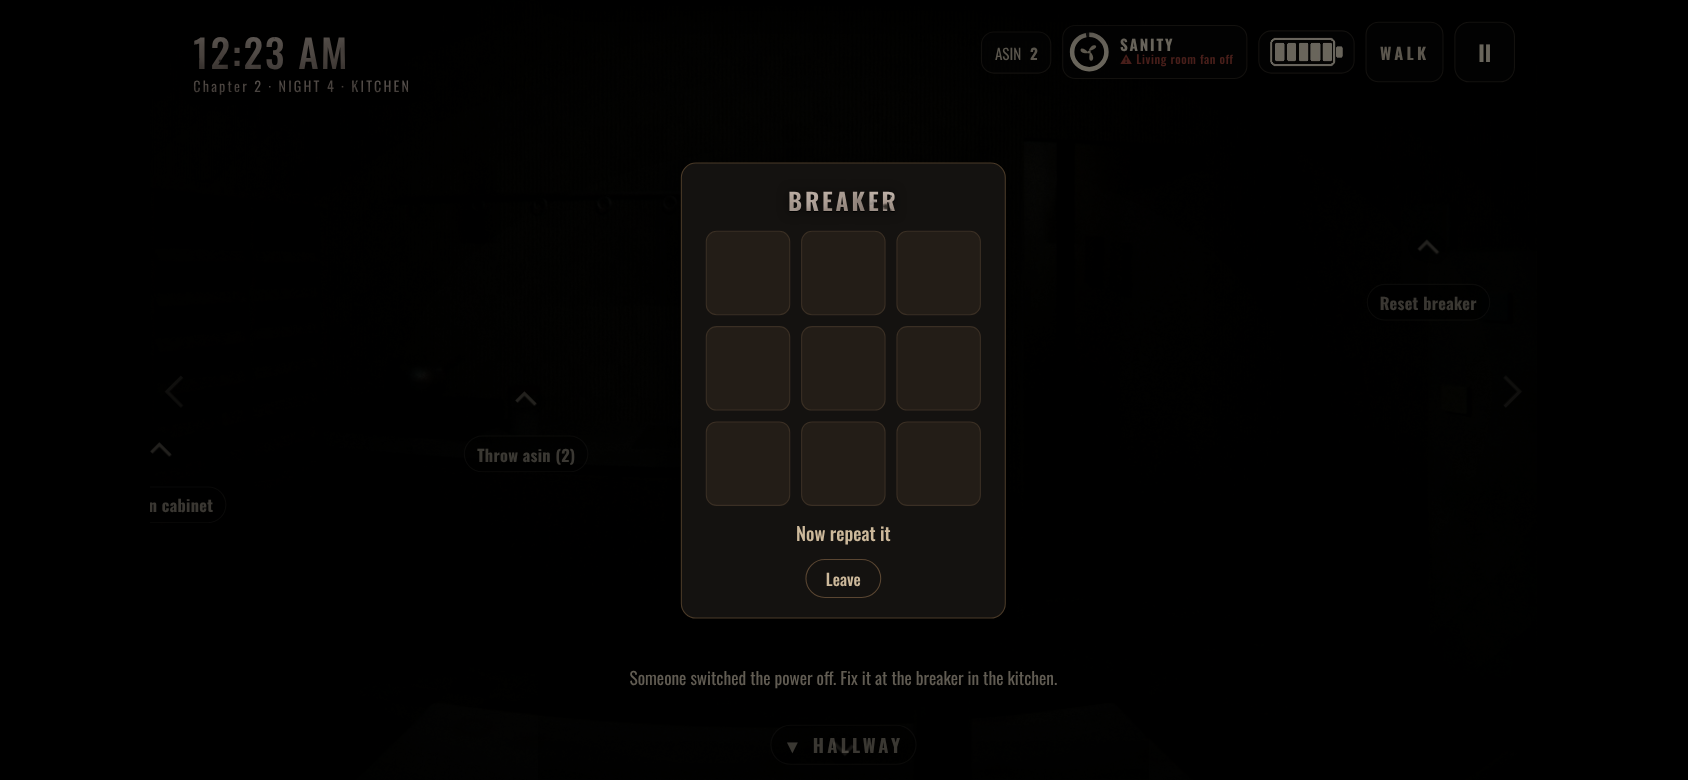 12:23 AM
Chapter 2 · NIGHT 4 · KITCHEN
ASIN 2
SANITY
⚠ Living room fan off
WALK
BREAKER
Reset breaker
Throw asin (2)
n cabinet
Now repeat it
Leave
Someone switched the power off. Fix it at the breaker in the kitchen.
▼ HALLWAY